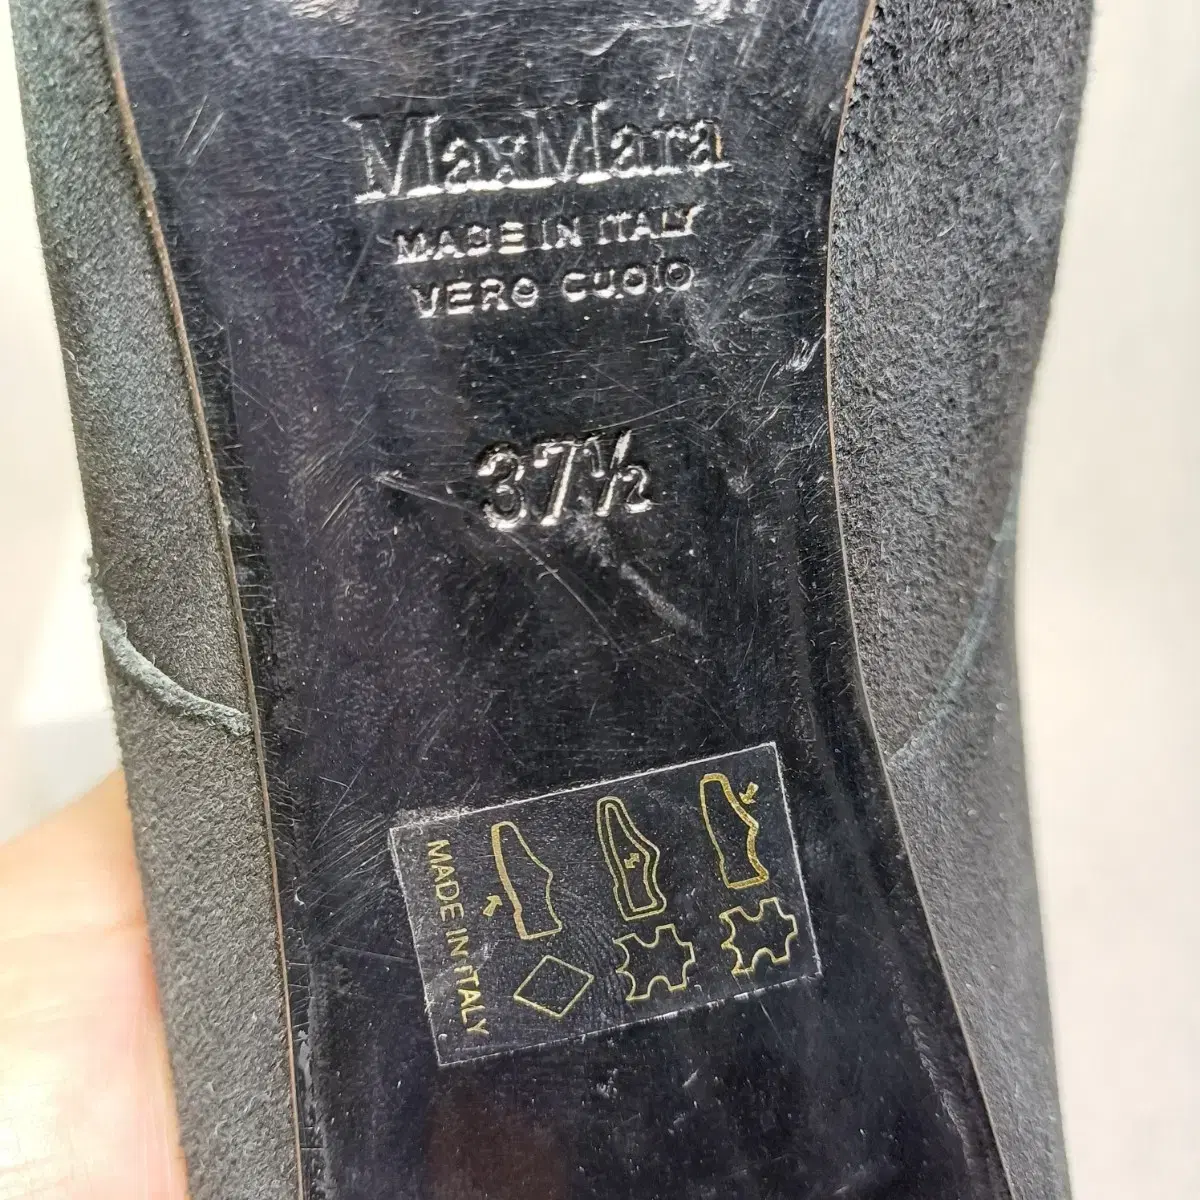 MaxMara
MADE IN ITALY
VERO CUOIO
37½
MADE IN ITALY